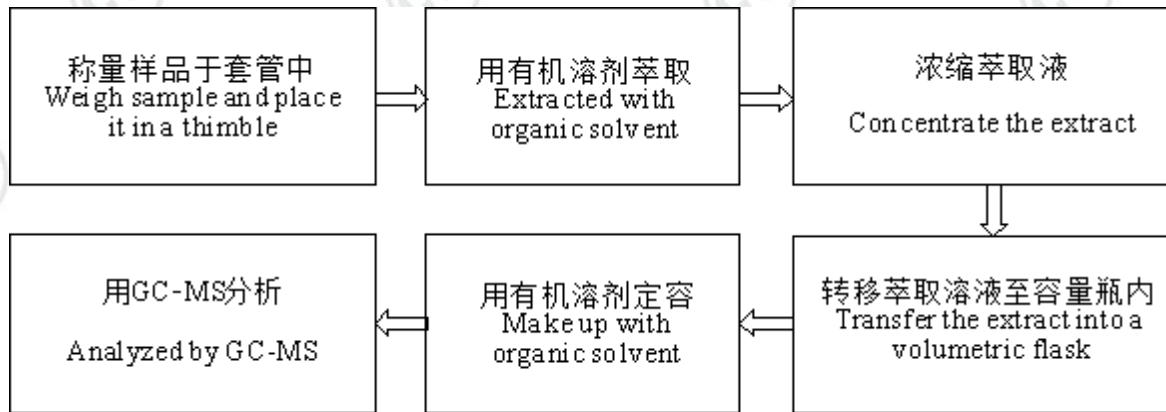 称量样品于套管中
Weigh sample and place
it in a thimble
用有机溶剂萃取
Extracted with
organic solvent
浓缩萃取液
Concentrate the extract
转移萃取溶液至容量瓶内
Transfer the extract into a
volumetric flask
用有机溶剂定容
Make up with
organic solvent
用GC-MS分析
Analyzed by GC-MS